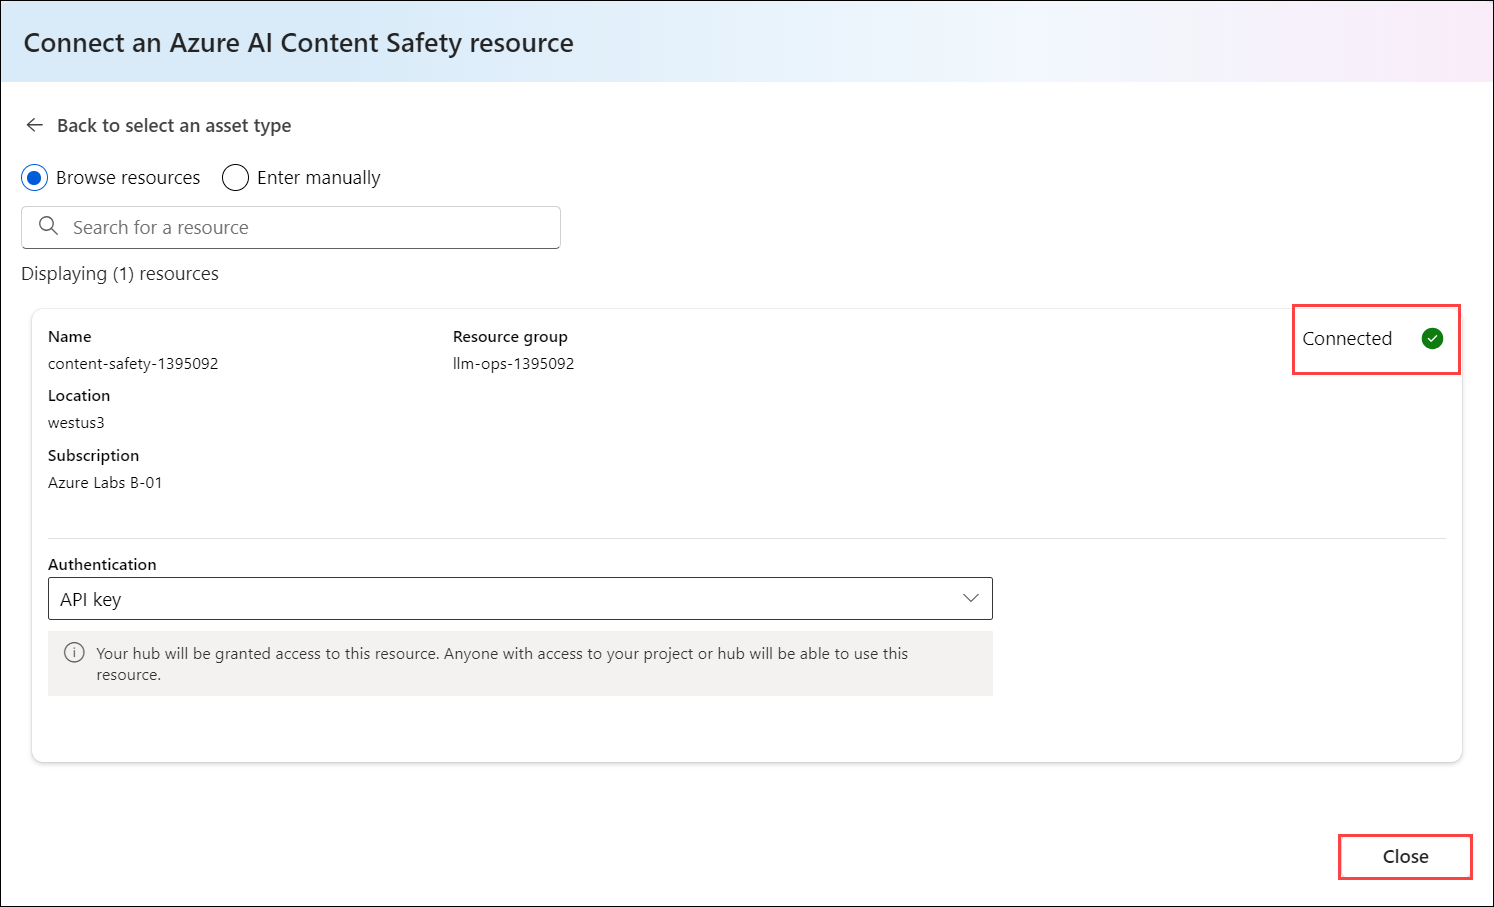 Connect an Azure AI Content Safety resource
Back to select an asset type
Browse resources
Enter manually
Search for a resource
Displaying (1) resources
Name
content-safety-1395092
Resource group
llm-ops-1395092
Connected
Location
westus3
Subscription
Azure Labs B-01
Authentication
API key
Your hub will be granted access to this resource. Anyone with access to your project or hub will be able to use this
resource.
Close